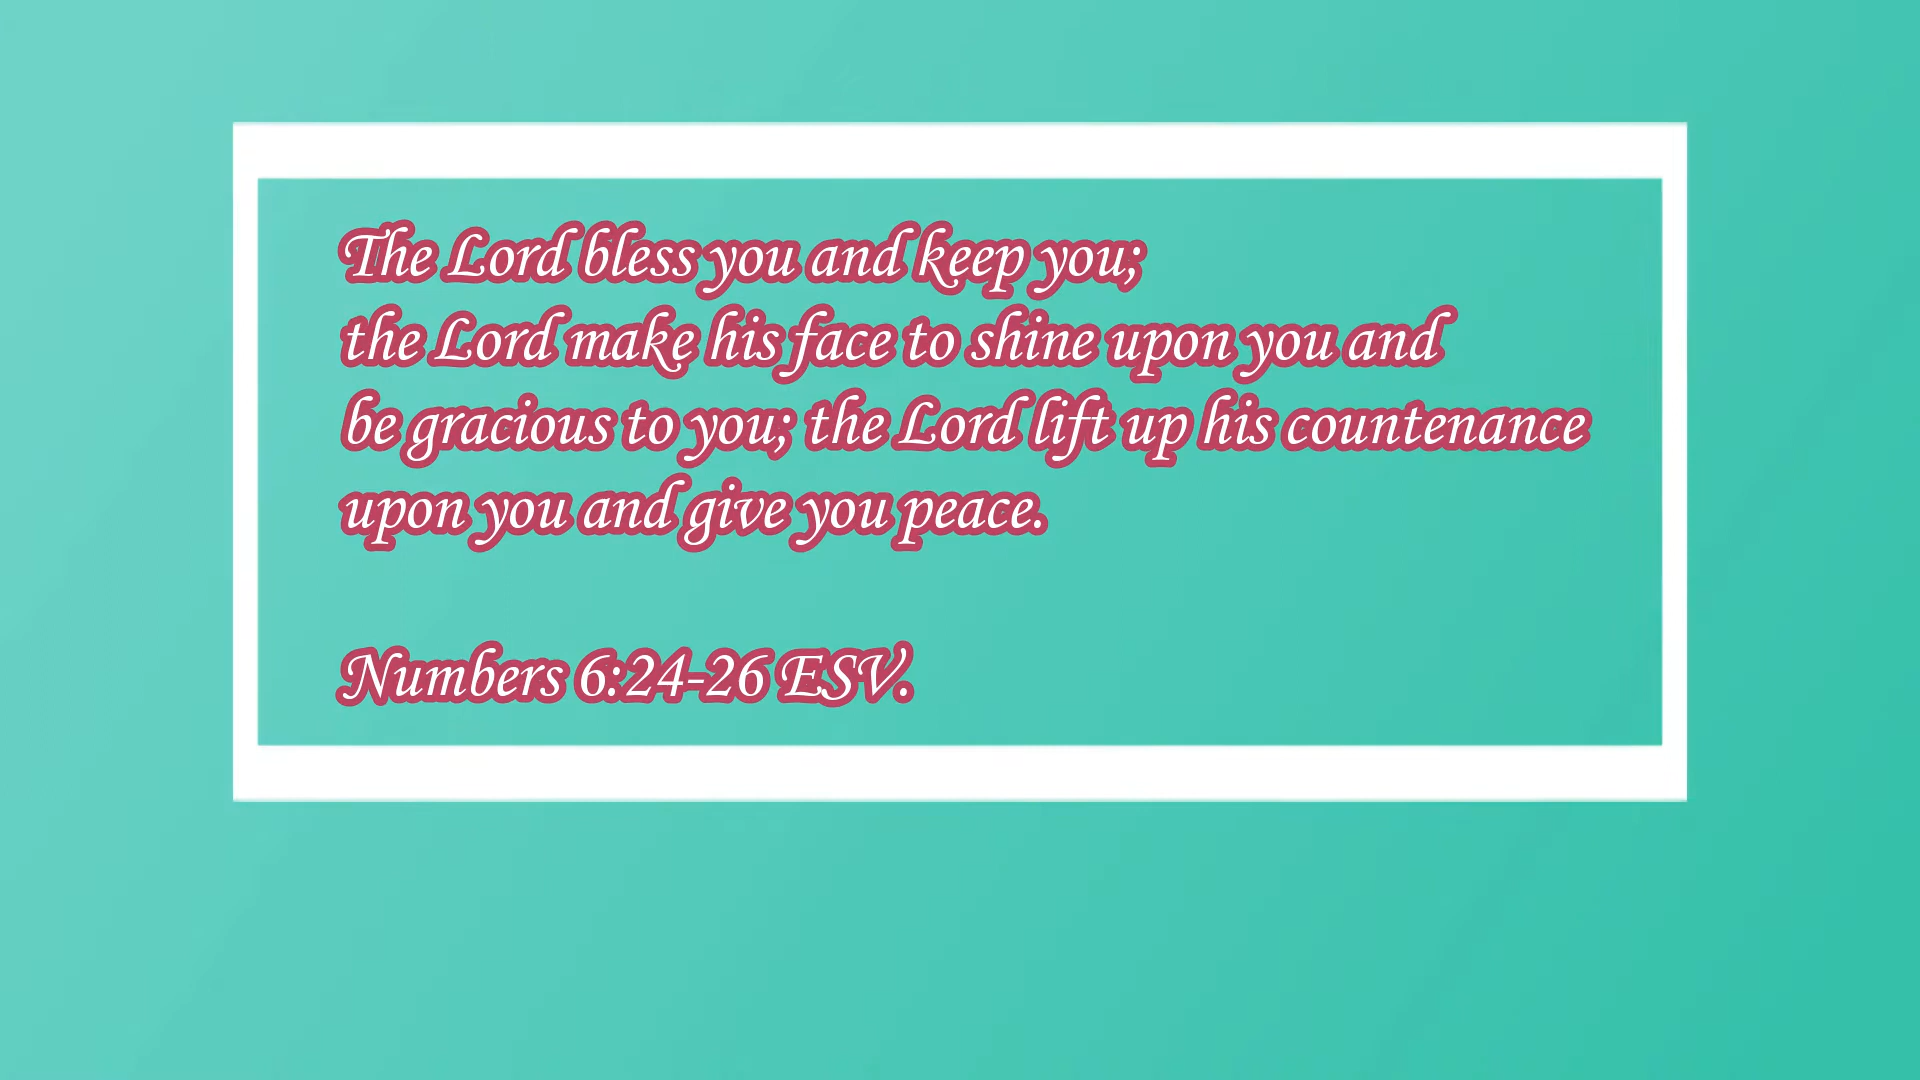 The Lord bless you and keep you;
the Lord make his face to shine upon you and
be gracious to you; the Lord lift up his countenance
upon you and give you peace.
Numbers 6:24-26 ESV.